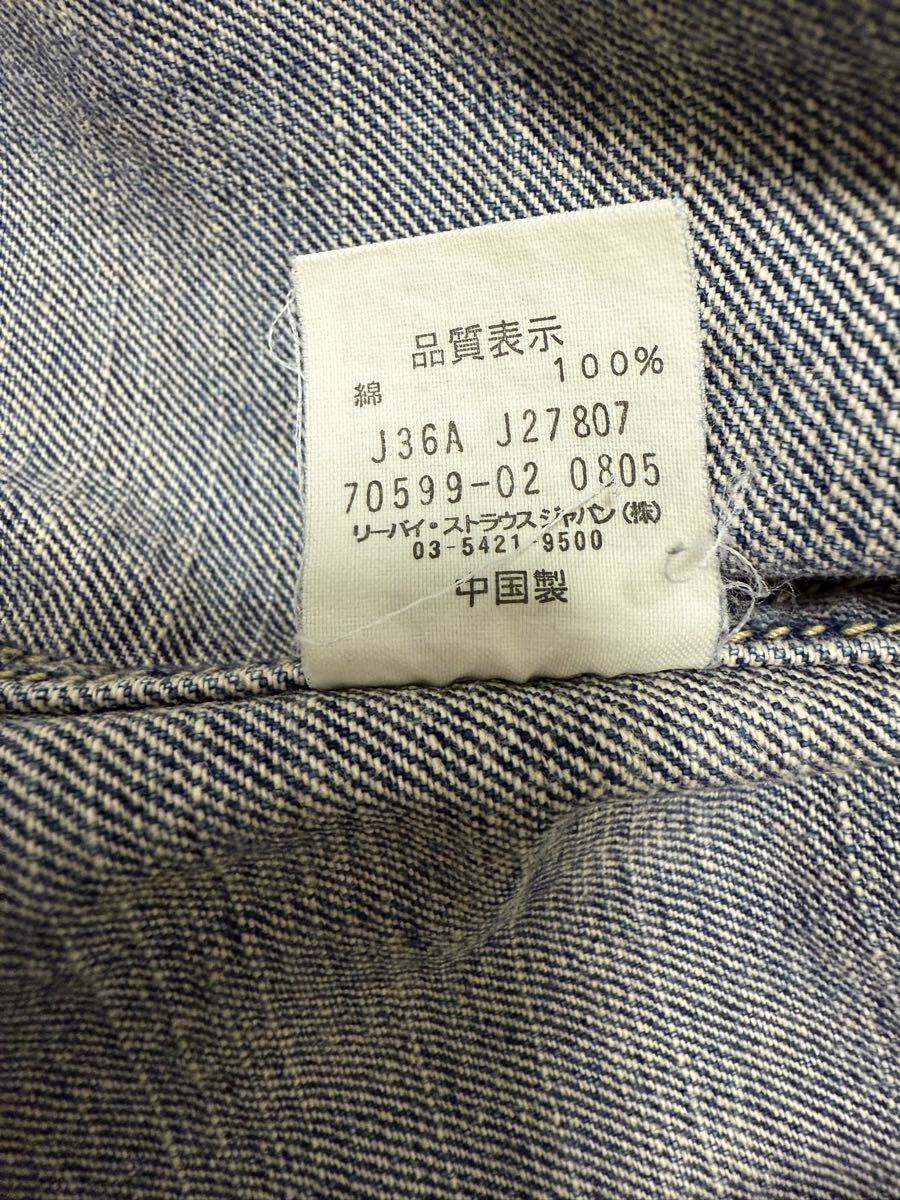 品質表示
綿 100%
J36A J27807
70599-02 0805
リーバイ・ストラウス ジャパン(株)
03-5421-9500
中国製